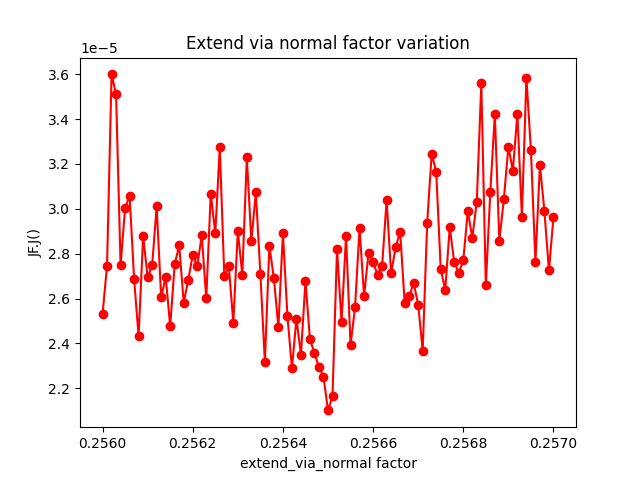 Extend via normal factor variation
1e−5
3.6
3.4
3.2
3.0
2.8
2.6
2.4
2.2
JF.J()
0.2560 0.2562 0.2564 0.2566 0.2568 0.2570
extend_via_normal factor